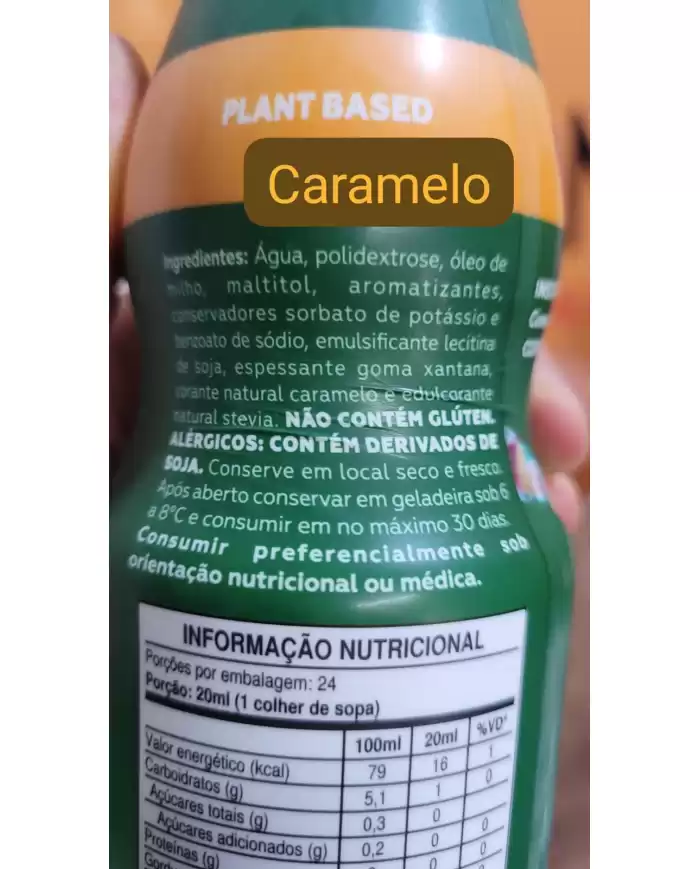 PLANT BASED
Caramelo
Ingredientes: Água, polidextrose, óleo de
milho, maltitol, aromatizantes,
conservadores sorbato de potássio e
benzoato de sódio, emulsificante lecitina
de soja, espessante goma xantana,
corante natural caramelo e edulcorante
natural stevia. NÃO CONTÉM GLÚTEN.
ALÉRGICOS: CONTÉM DERIVADOS DE
SOJA. Conserve em local seco e fresco.
Após aberto conservar em geladeira sob 6
a 8°C e consumir em no máximo 30 dias.
Consumir preferencialmente sob
orientação nutricional ou médica.
INFORMAÇÃO NUTRICIONAL
Porções por embalagem: 24
Porção: 20ml (1 colher de sopa)
100ml 20ml %VD*
Valor energético (kcal) 79 16 1
Carboidratos (g) 5,1 1 0
Açúcares totais (g) 0,3 0
Açúcares adicionados (g) 0,2 0 0
Proteínas (g) 0 0